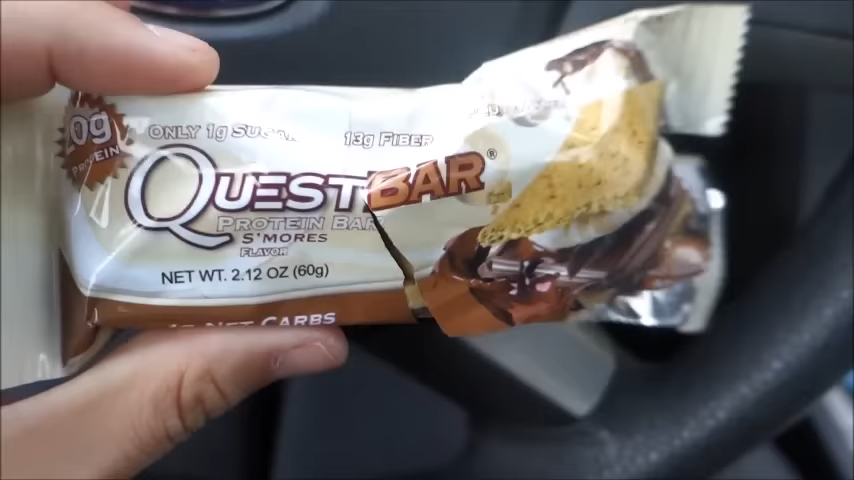 0g
PROTEIN
ONLY 1g SUGAR
13g FIBER
QUESTBAR®
PROTEIN BAR
S'MORES
FLAVOR
NET WT. 2.12 OZ (60g)
NET CARBS